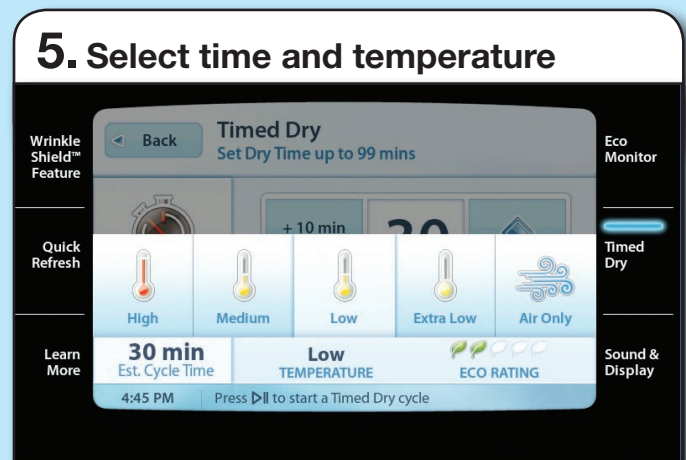 5. Select time and temperature
Wrinkle
Shield™
Feature
Quick
Refresh
Learn
More
Back
Timed Dry
Set Dry Time up to 99 mins
+ 10 min
High
Medium
Low
Extra Low
Air Only
30 min
Est. Cycle Time
Low
TEMPERATURE
ECO RATING
4:45 PM
Press ▷II to start a Timed Dry cycle
Eco
Monitor
Timed
Dry
Sound &
Display